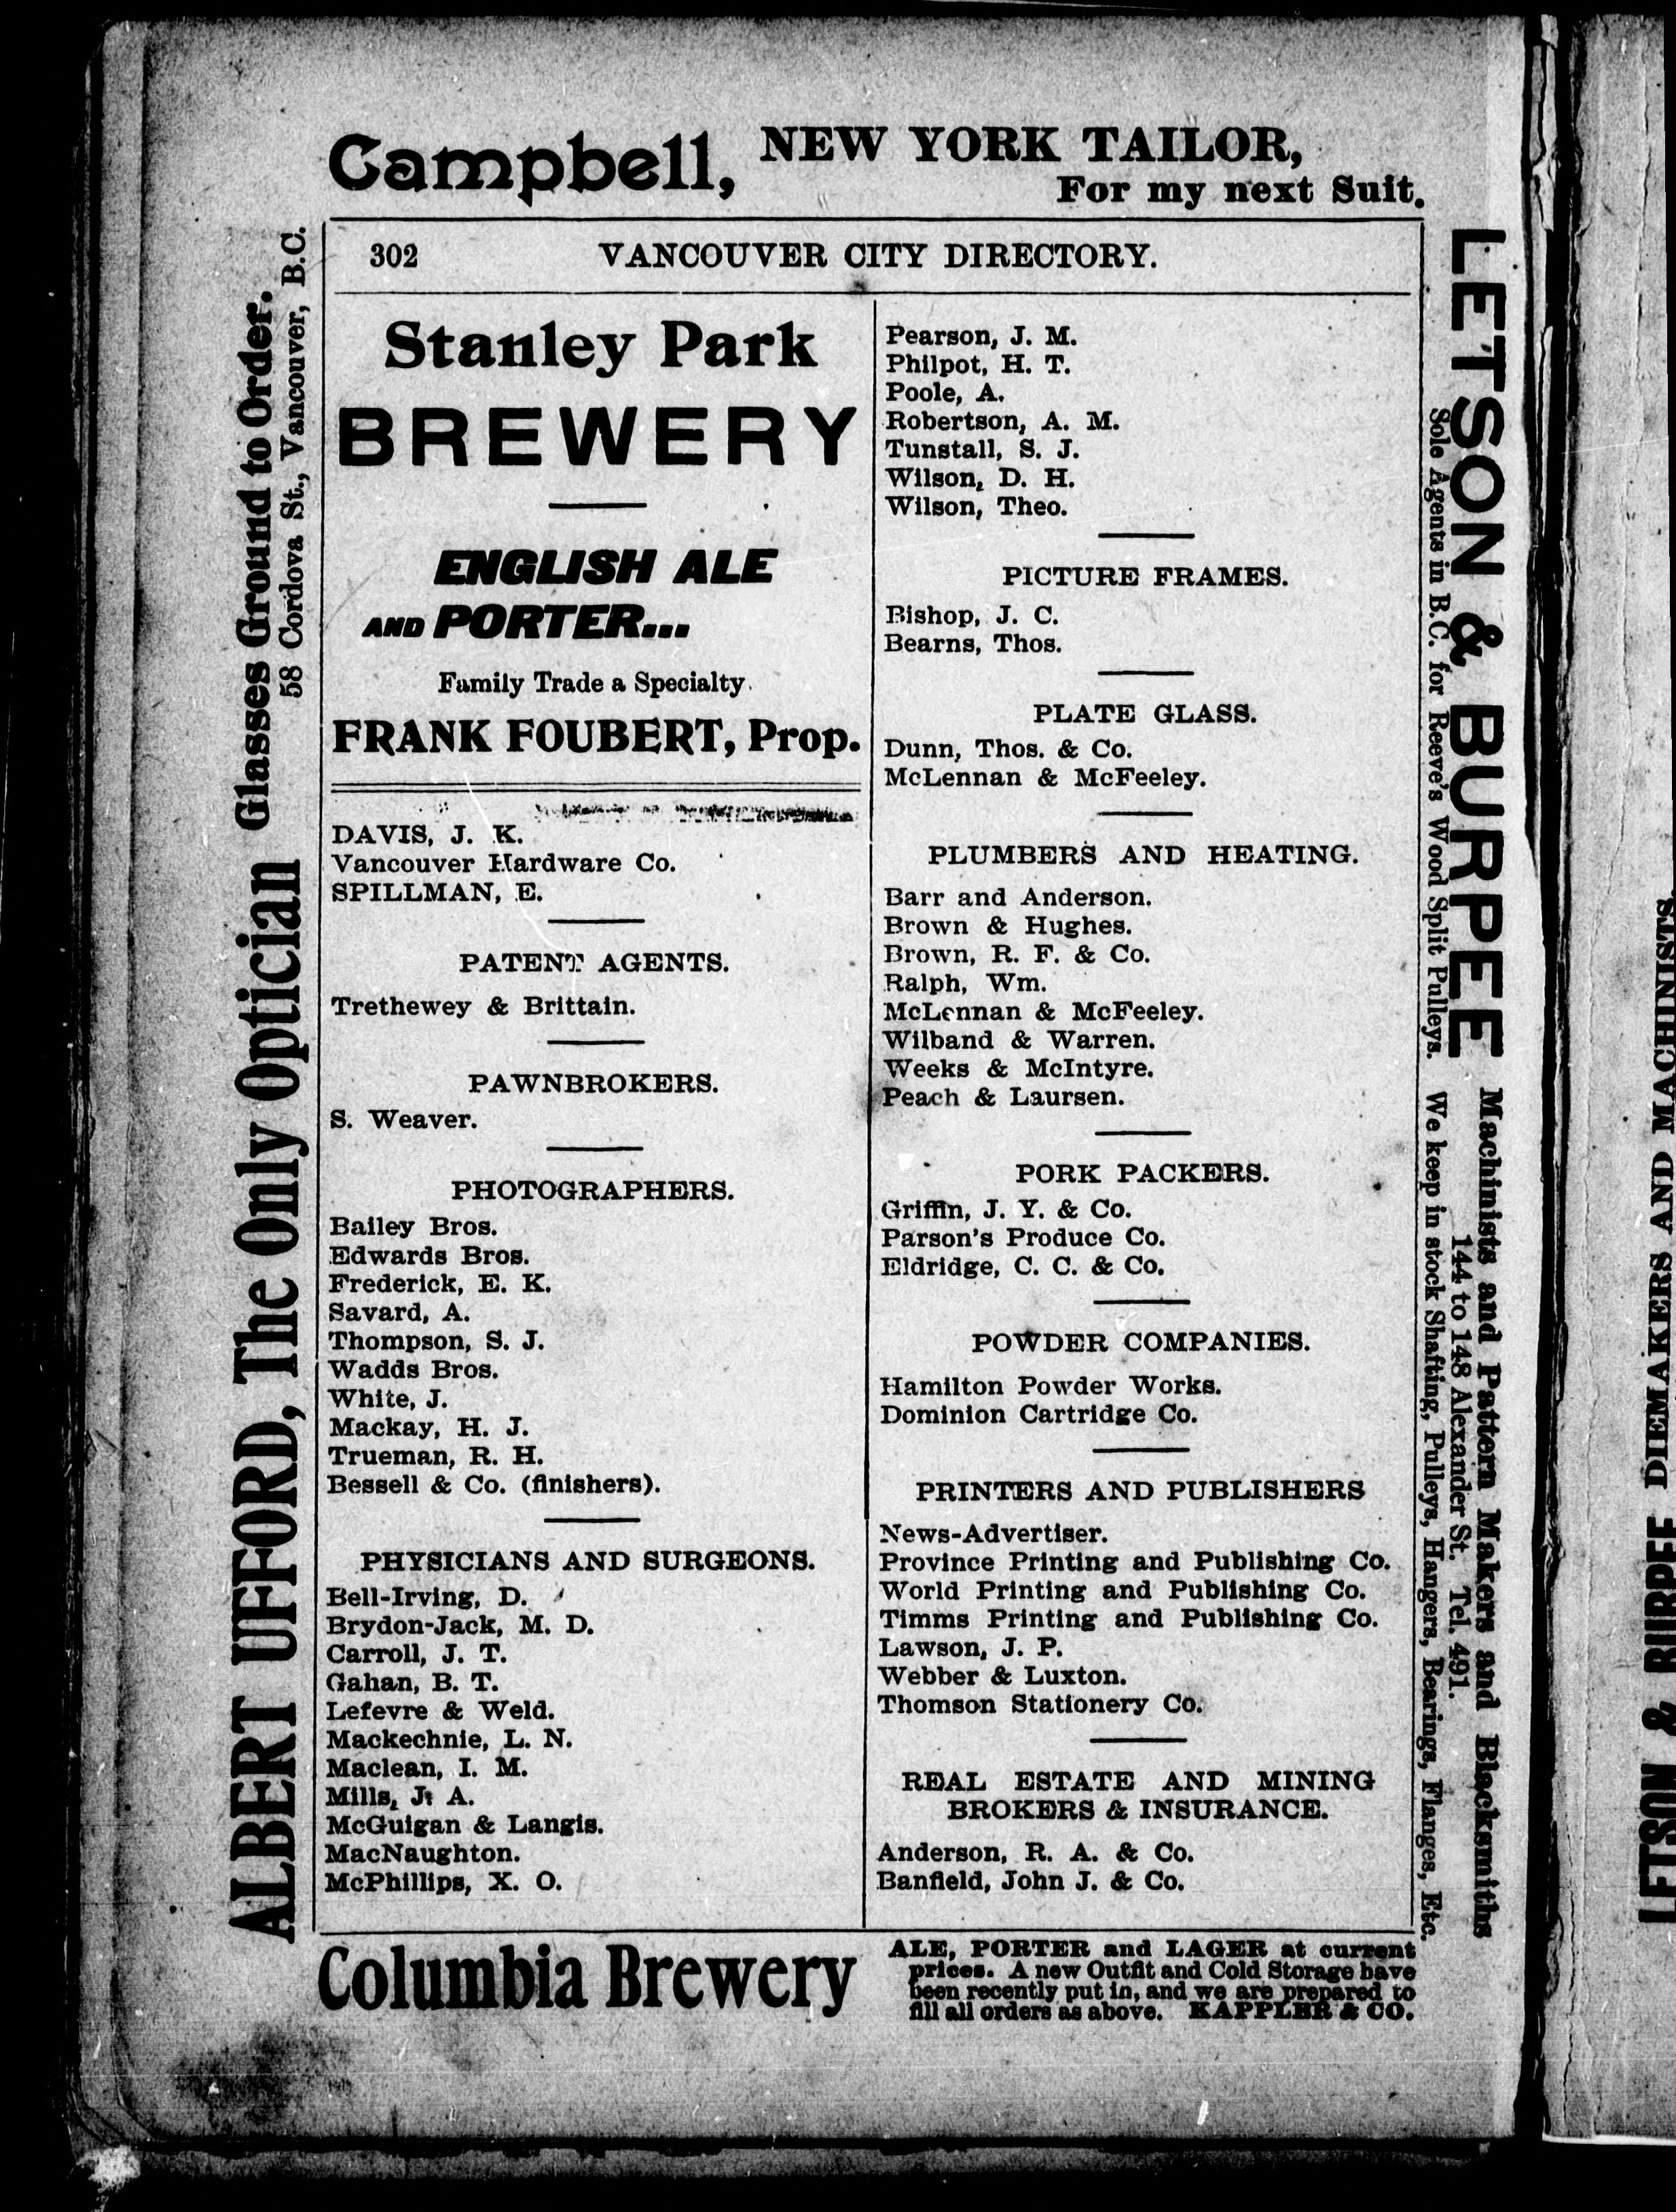 Campbell, NEW YORK TAILOR,
For my next Suit.
302 VANCOUVER CITY DIRECTORY.
Stanley Park
BREWERY
ENGLISH ALE
AND PORTER...
Family Trade a Specialty.
FRANK FOUBERT, Prop.
DAVIS, J. K.
Vancouver Hardware Co.
SPILLMAN, E.
PATENT AGENTS.
Trethewey & Brittain.
PAWNBROKERS.
S. Weaver.
PHOTOGRAPHERS.
Bailey Bros.
Edwards Bros.
Frederick, E. K.
Savard, A.
Thompson, S. J.
Wadds Bros.
White, J.
Mackay, H. J.
Trueman, R. H.
Bessell & Co. (finishers).
PHYSICIANS AND SURGEONS.
Bell-Irving, D.
Brydon-Jack, M. D.
Carroll, J. T.
Gahan, B. T.
Lefevre & Weld.
Mackechnie, L. N.
Maclean, I. M.
Mills, J. A.
McGuigan & Langis.
MacNaughton.
McPhillips, X. O.
Pearson, J. M.
Philpot, H. T.
Poole, A.
Robertson, A. M.
Tunstall, S. J.
Wilson, D. H.
Wilson, Theo.
PICTURE FRAMES.
Bishop, J. C.
Bearns, Thos.
PLATE GLASS.
Dunn, Thos. & Co.
McLennan & McFeeley.
PLUMBERS AND HEATING.
Barr and Anderson.
Brown & Hughes.
Brown, R. F. & Co.
Ralph, Wm.
McLennan & McFeeley.
Wilband & Warren.
Weeks & McIntyre.
Peach & Laursen.
PORK PACKERS.
Griffin, J. Y. & Co.
Parson's Produce Co.
Eldridge, C. C. & Co.
POWDER COMPANIES.
Hamilton Powder Works.
Dominion Cartridge Co.
PRINTERS AND PUBLISHERS
News-Advertiser.
Province Printing and Publishing Co.
World Printing and Publishing Co.
Timms Printing and Publishing Co.
Lawson, J. P.
Webber & Luxton.
Thomson Stationery Co.
REAL ESTATE AND MINING
BROKERS & INSURANCE.
Anderson, R. A. & Co.
Banfield, John J. & Co.
Columbia Brewery
ALE, PORTER and LAGER at current
prices. A new Outfit and Cold Storage have
been recently put in, and we are prepared to
fill all orders as above. KAPPLER & CO.
ALBERT UFFORD, The Only Optician Glasses Ground to Order.
58 Cordova St., Vancouver, B.C.
LETSON & BURPEE Machinists and Pattern Makers and Blacksmiths
144 to 148 Alexander St. Tel. 491.
Sole Agents in B.C. for Reeve's Wood Split Pulleys. We keep in stock Shafting, Pulleys, Hangers, Bearings, Flanges, Etc.
LETSON & BURPEE DIEMAKERS AND MACHINISTS